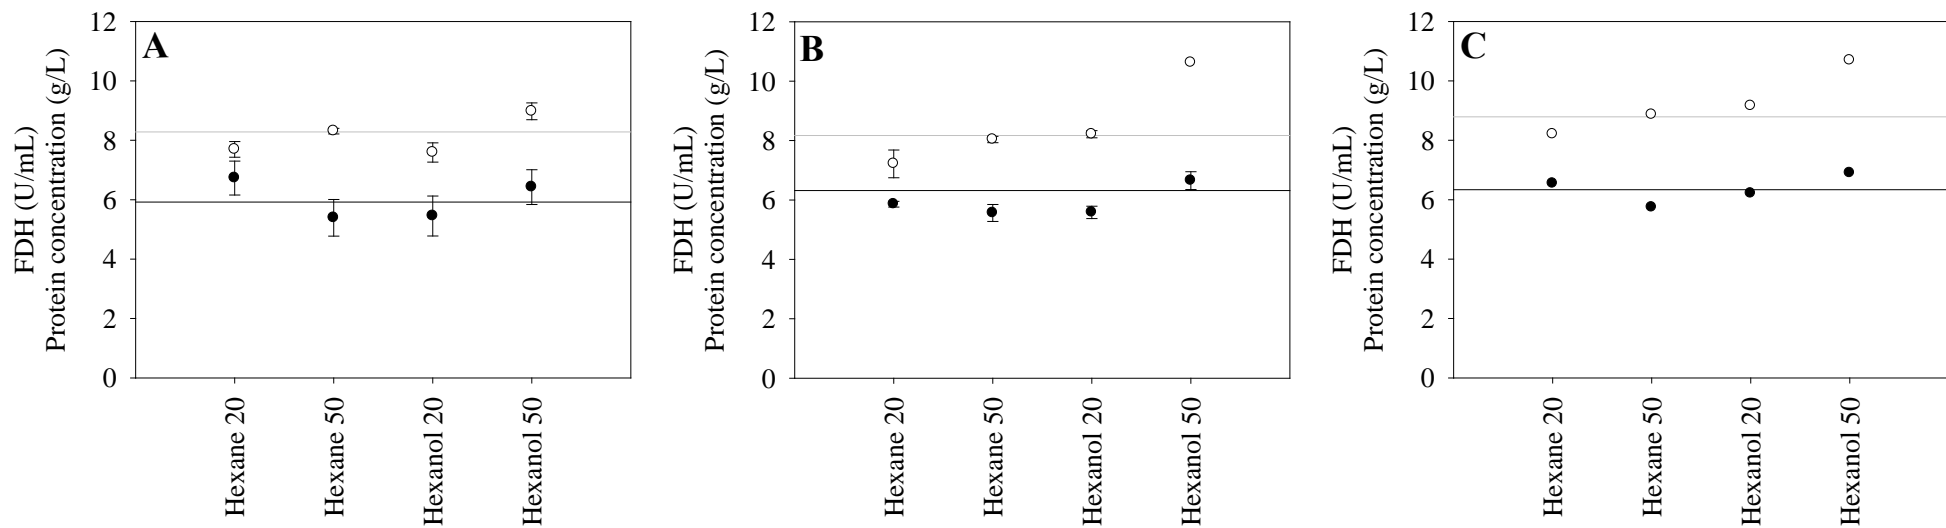 A
FDH (U/mL)
Protein concentration (g/L)
12
10
8
6
4
2
0
Hexane 20
Hexane 50
Hexanol 20
Hexanol 50
B
FDH (U/mL)
Protein concentration (g/L)
12
10
8
6
4
2
0
Hexane 20
Hexane 50
Hexanol 20
Hexanol 50
C
FDH (U/mL)
Protein concentration (g/L)
12
10
8
6
4
2
0
Hexane 20
Hexane 50
Hexanol 20
Hexanol 50